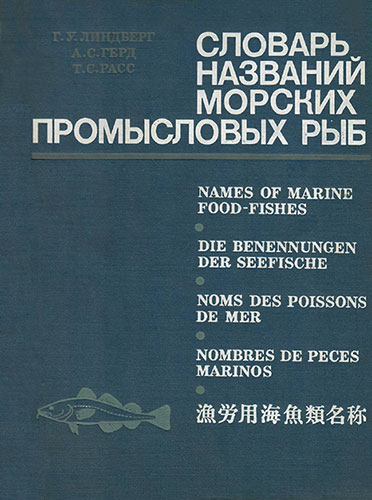 Г. У. ЛИНДБЕРГ
А. С. ГЕРД
Т. С. РАСС
СЛОВАРЬ
НАЗВАНИЙ
МОРСКИХ
ПРОМЫСЛОВЫХ РЫБ
NAMES OF MARINE
FOOD-FISHES
DIE BENENNUNGEN
DER SEEFISCHE
NOMS DES POISSONS
DE MER
NOMBRES DE PECES
MARINOS
漁労用海魚類名称